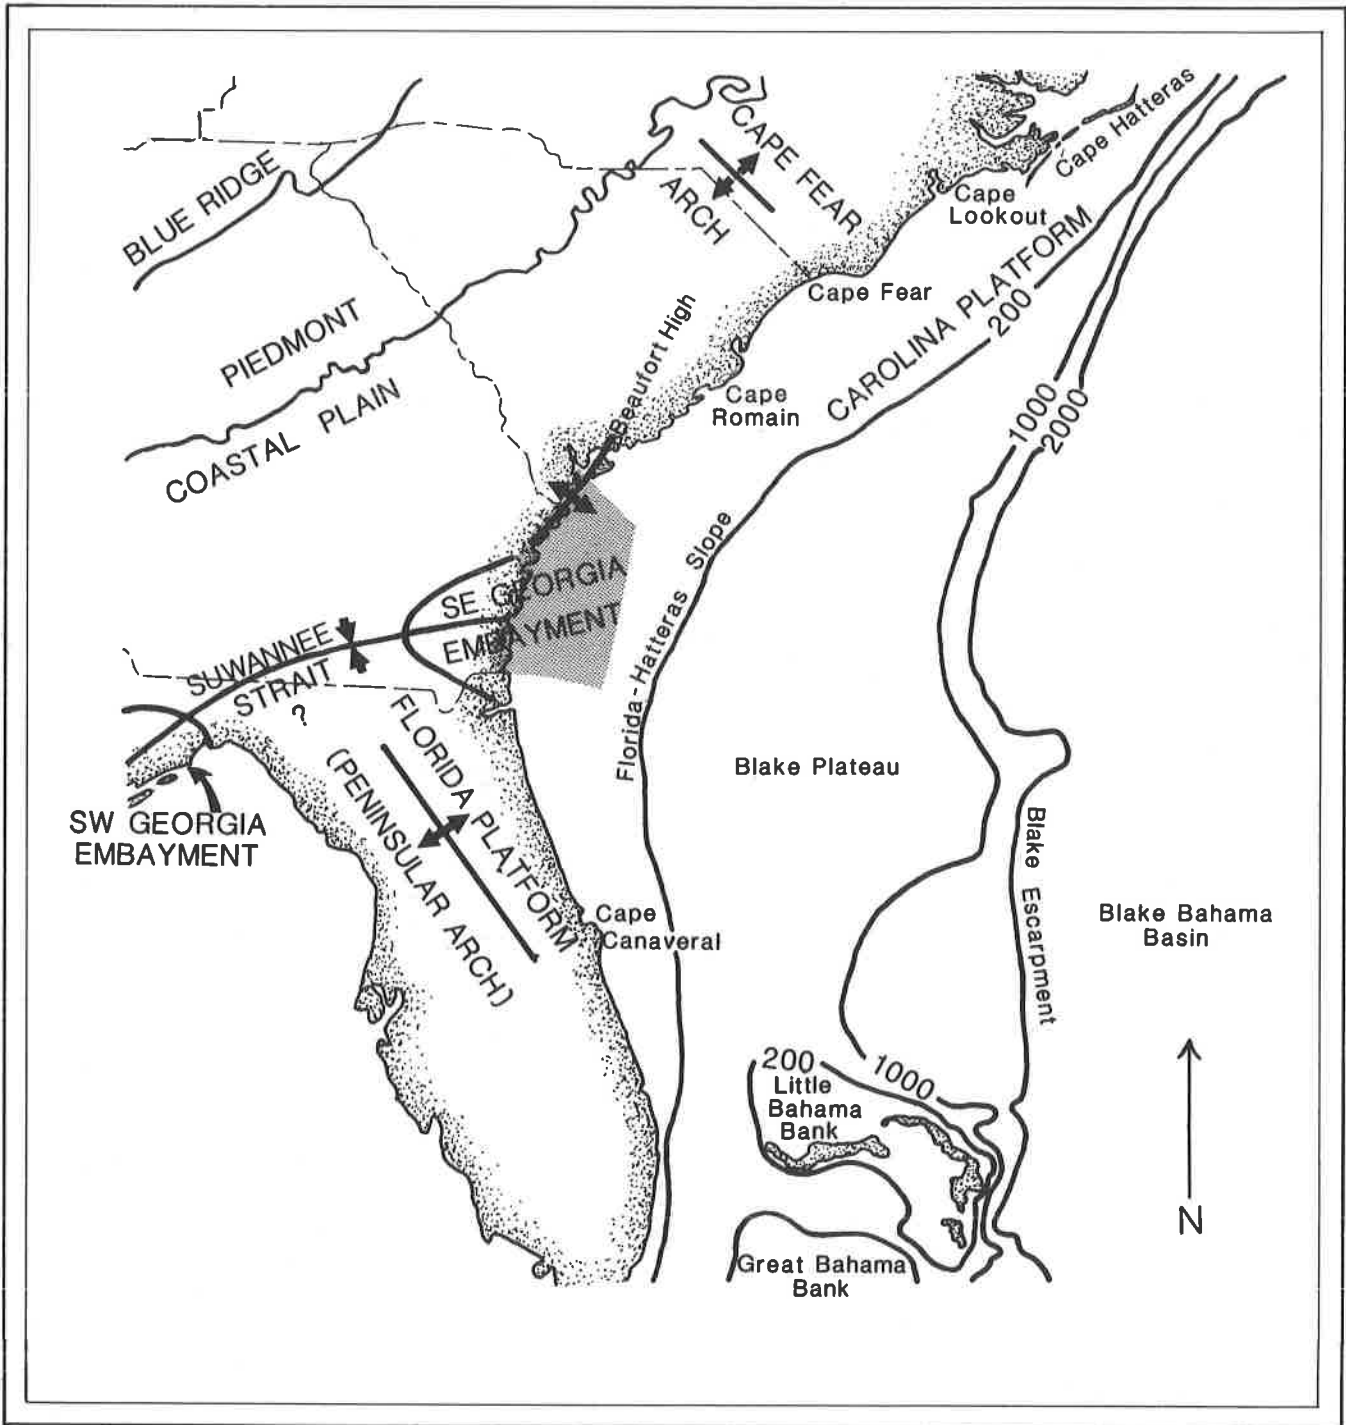 BLUE RIDGE
PIEDMONT
COASTAL PLAIN
CAPE FEAR
ARCH
Cape Hatteras
Cape
Lookout
Cape Fear
CAROLINA PLATFORM
200
1000
2000
Beaufort High
Cape
Romain
SE GEORGIA
EMBAYMENT
Florida-Hatteras Slope
SUWANNEE
STRAIT
?
FLORIDA PLATFORM
(PENINSULAR ARCH)
SW GEORGIA
EMBAYMENT
Blake Plateau
Blake Escarpment
Blake Bahama
Basin
Cape
Canaveral
200
1000
Little
Bahama
Bank
Great Bahama
Bank
N